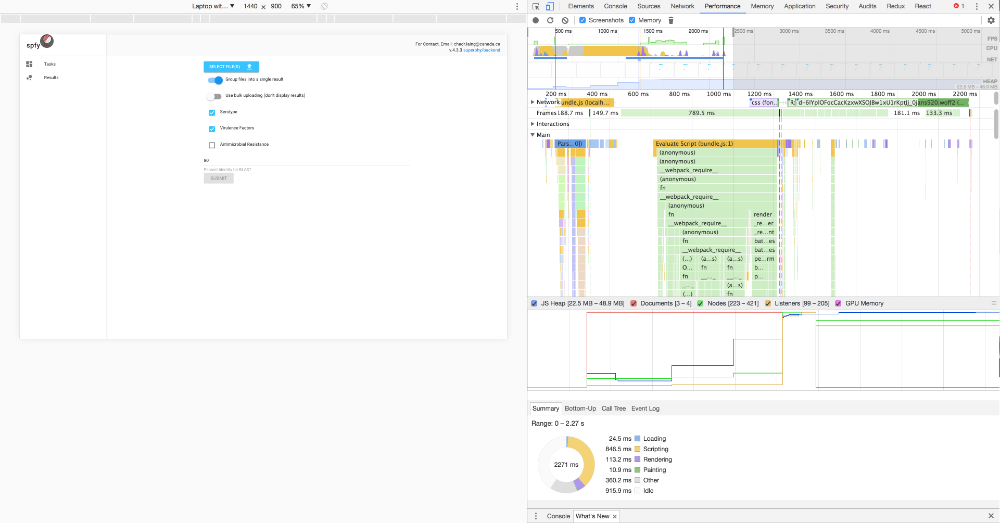 Laptop wit... ▼ 1440 × 900 65% ▼
Elements Console Sources Network Performance Memory Application Security Audits Redux React 1
Screenshots Memory
500 ms 1000 ms 1500 ms 2000 ms 2500 ms 3000 ms 3500 ms 4000 ms 4500 ms 5000 ms
FPS
CPU
NET
HEAP
22.5 MB – 48.9 MB
spfy
For Contact, Email: chadr.laing@canada.ca
v.4.3.3 superphy/backend
Tasks
Results
SELECT FILE(S)
Group files into a single result
Use bulk uploading (don't display results)
Serotype
Virulence Factors
Antimicrobial Resistance
90
Percent Identity for BLAST
SUBMIT
200 ms 400 ms 600 ms 800 ms 1000 ms 1200 ms 1400 ms 1600 ms 1800 ms 2000 ms 2200 ms
Network undle.js (localh... css (fon... d-6IYplOFocCacKzxwXSOJBw1xU1rKptJj_0jans920.woff2 (...
Frames 188.7 ms 149.7 ms 789.5 ms 181.1 ms 133.3 ms
Interactions
Main
Pars...0]) Evaluate Script (bundle.js:1)
(anonymous)
(anonymous)
__webpack_require__
(anonymous)
fn
__webpack_require__
(anonymous)
fn render
__webpack_require__ _re...er
(anonymous) _re...nt
fn bat...es
__webpack_require__ bat...es
(...) (a...s) (a...s) pe...rm
O... fn fn b...
fn __..._ __..._ p...
_..._ (a...s)
(...) fn
JS Heap [22.5 MB – 48.9 MB] Documents [3 – 4] Nodes [223 – 421] Listeners [99 – 205] GPU Memory
Summary Bottom-Up Call Tree Event Log
Range: 0 – 2.27 s
2271 ms
24.5 ms Loading
846.5 ms Scripting
113.2 ms Rendering
10.9 ms Painting
360.2 ms Other
915.9 ms Idle
Console What's New ×